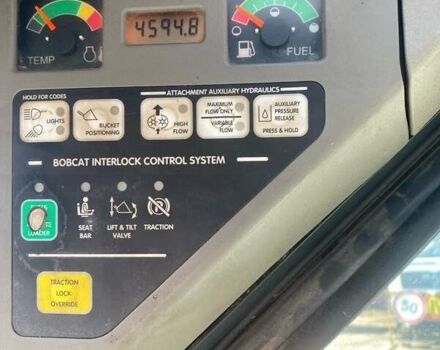 4594.8
TEMP
FUEL
HOLD FOR CODES
ATTACHMENT AUXILIARY HYDRAULICS
LIGHTS
BUCKET
POSITIONING
HIGH
FLOW
MAXIMUM
FLOW ONLY
VARIABLE
FLOW
AUXILIARY
PRESSURE
RELEASE
PRESS & HOLD
BOBCAT INTERLOCK CONTROL SYSTEM
LOADER
SEAT
BAR
LIFT & TILT
VALVE
TRACTION
TRACTION
LOCK
OVERRIDE
50